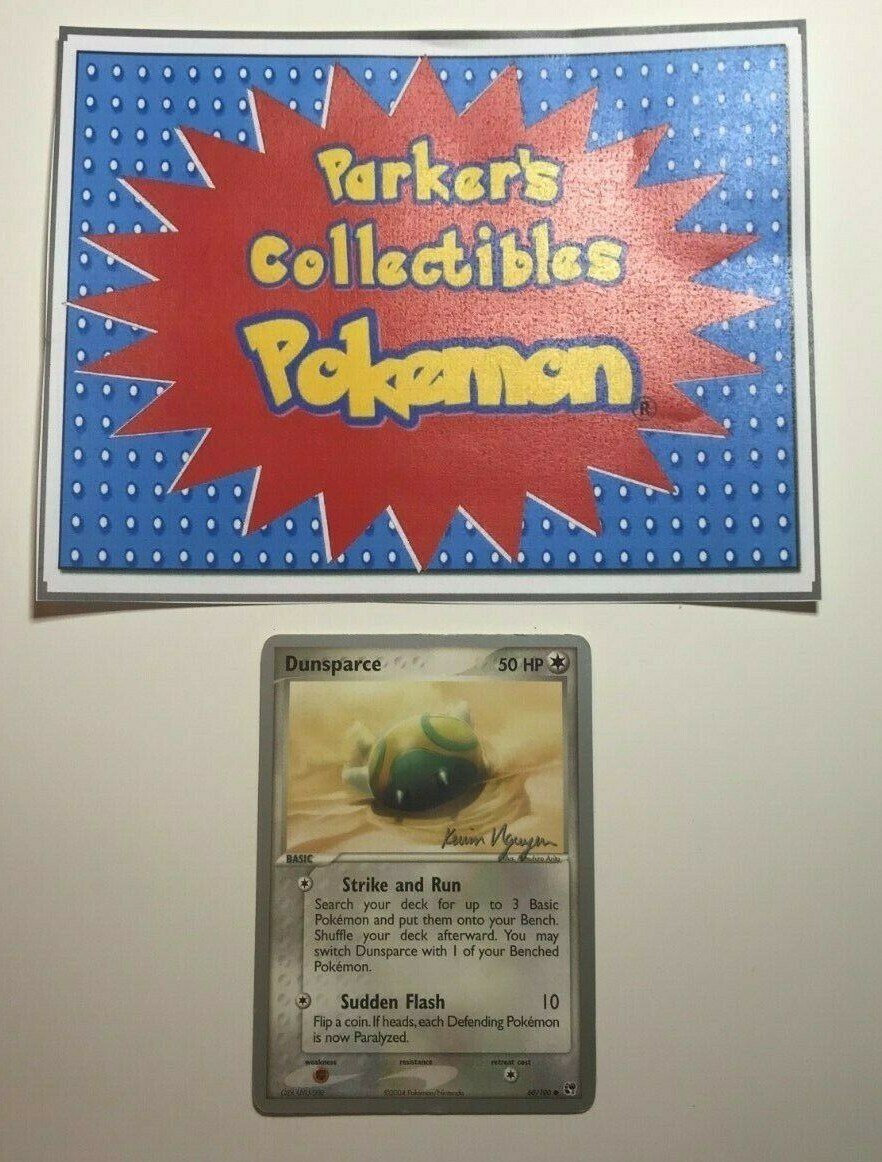 Parker's
Collectibles
Pokemon
®
Dunsparce
50 HP
Kevin Nguyen
BASIC
Strike and Run
Search your deck for up to 3 Basic
Pokémon and put them onto your Bench.
Shuffle your deck afterward. You may
switch Dunsparce with 1 of your Benched
Pokémon.
Sudden Flash 10
Flip a coin. If heads, each Defending Pokémon
is now Paralyzed.
weakness resistance retreat cost
©2004 Pokémon/Nintendo